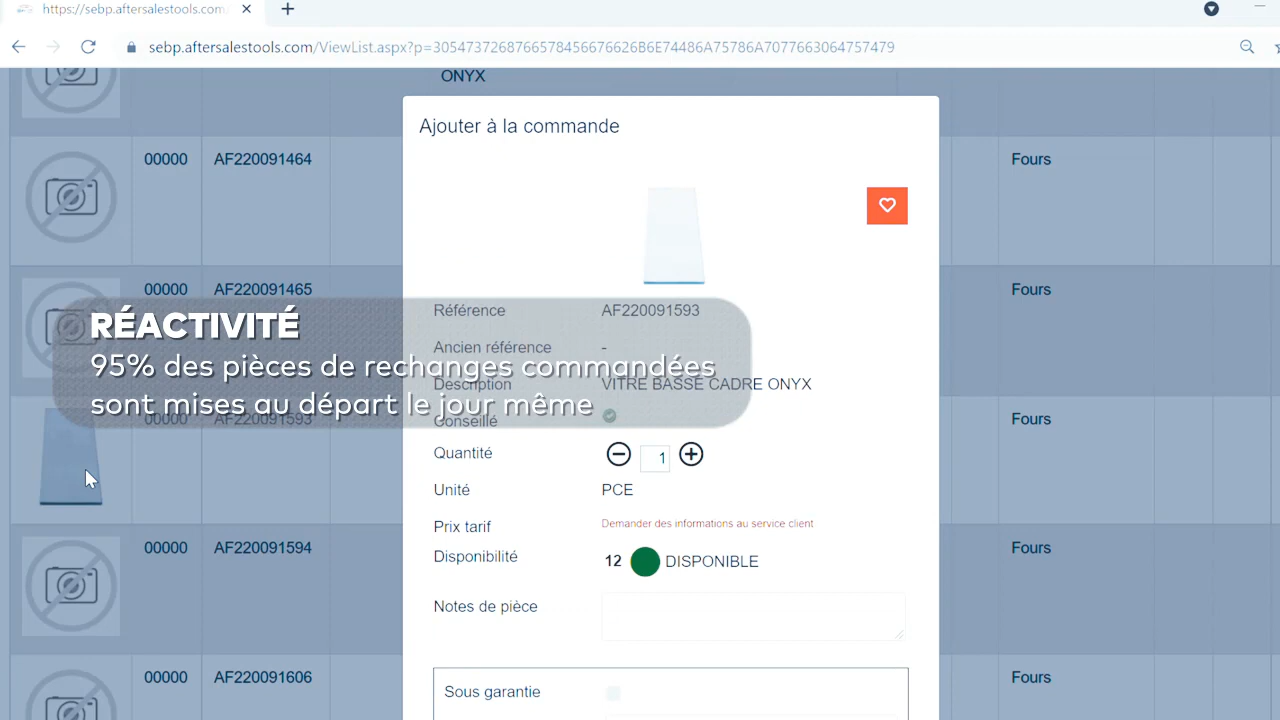 https://sebp.aftersalestools.com/
sebp.aftersalestools.com/ViewList.aspx?p=3054737268766578456676626B6E74486A75786A7077663064757479
ONYX
Ajouter à la commande
00000 AF220091464 Fours
00000 AF220091465 Fours
RÉACTIVITÉ
95% des pièces de rechanges commandées
sont mises au départ le jour même
Référence AF220091593
Ancien référence -
Description VITRE BASSE CADRE ONYX
Conseillé
00000 AF220091593 Fours
Quantité 1
Unité PCE
Prix tarif Demander des informations au service client
Disponibilité 12 DISPONIBLE
00000 AF220091594 Fours
Notes de pièce
00000 AF220091606 Fours
Sous garantie